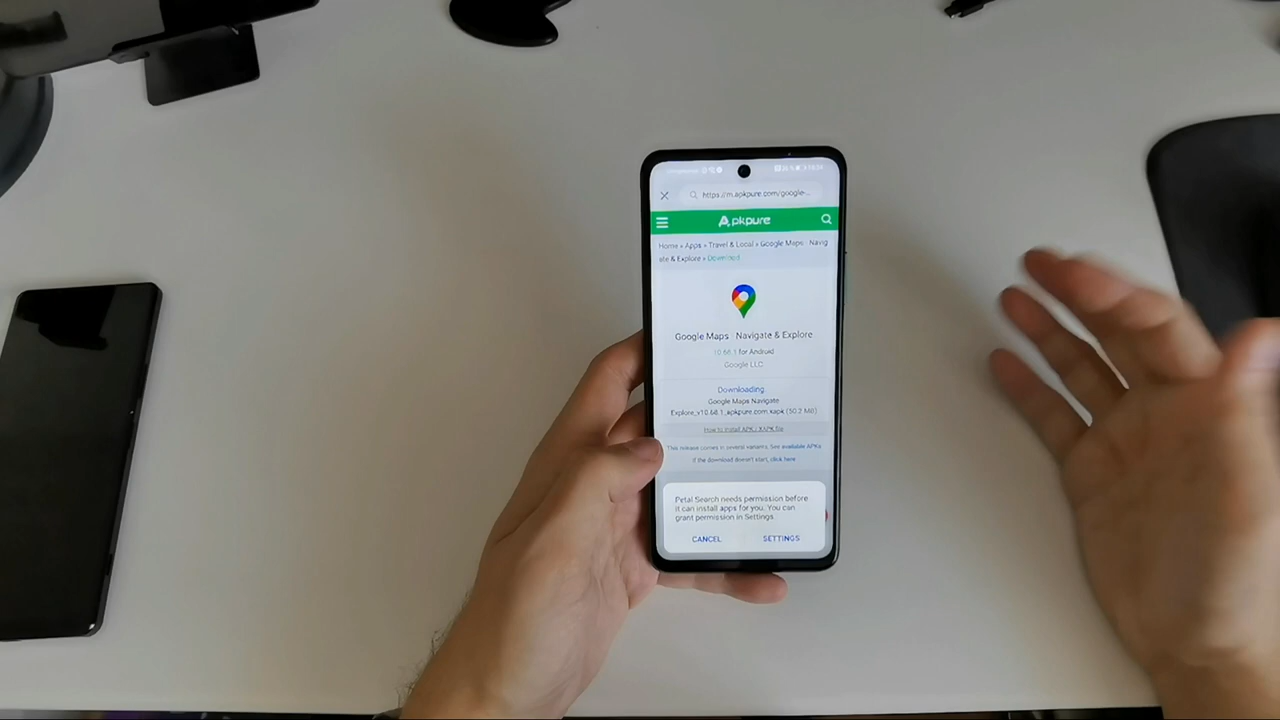 https://m.apkpure.com/google-...
Apkpure
Home » Apps » Travel & Local » Google Maps - Navig
ate & Explore » Download
Google Maps - Navigate & Explore
10.66.1 for Android
Google LLC
Downloading
Google Maps Navigate
Explore_v10.66.1_apkpure.com.xapk (50.2 MB)
How to install APK / XAPK file
This release comes in several variants. See available APKs
If the download doesn't start, click here
Petal Search needs permission before
it can install apps for you. You can
grant permission in Settings.
CANCEL
SETTINGS